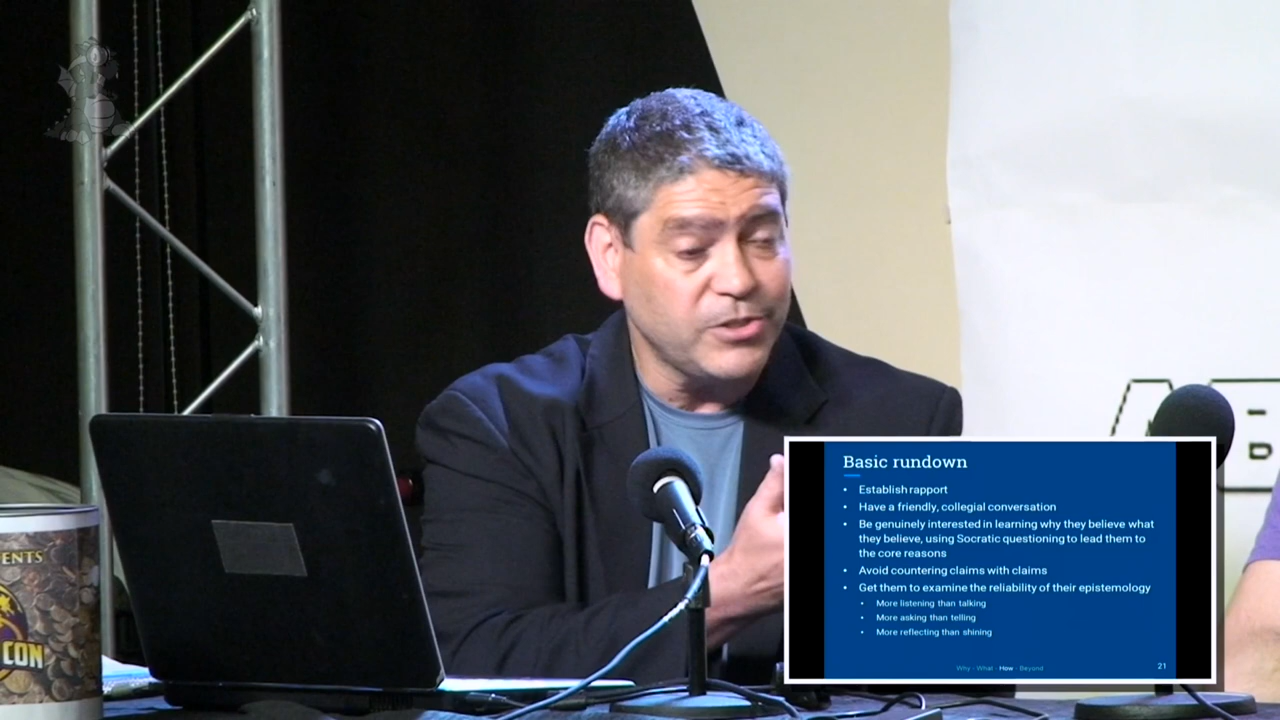 ENTS
CON
Basic rundown
• Establish rapport
• Have a friendly, collegial conversation
• Be genuinely interested in learning why they believe what
they believe, using Socratic questioning to lead them to
the core reasons
• Avoid countering claims with claims
• Get them to examine the reliability of their epistemology
• More listening than talking
• More asking than telling
• More reflecting than shining
Why · What · How · Beyond
21